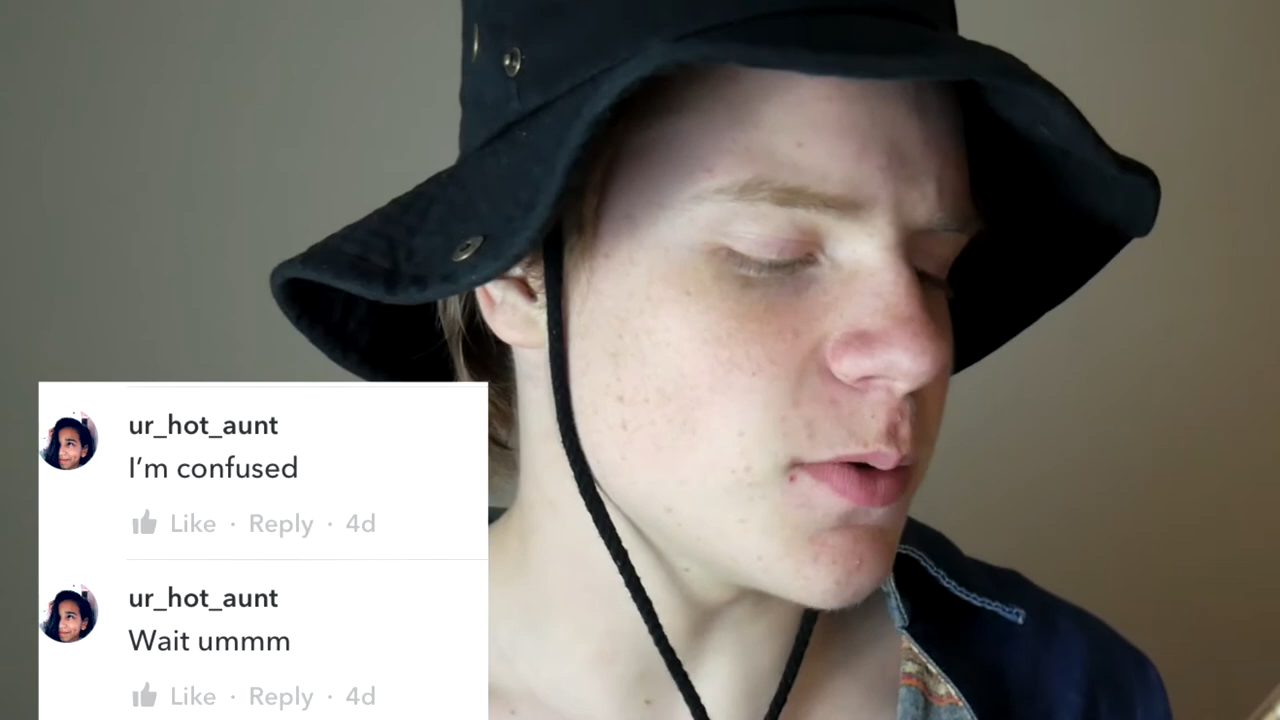 ur_hot_aunt
I’m confused
Like · Reply · 4d
ur_hot_aunt
Wait ummm
Like · Reply · 4d